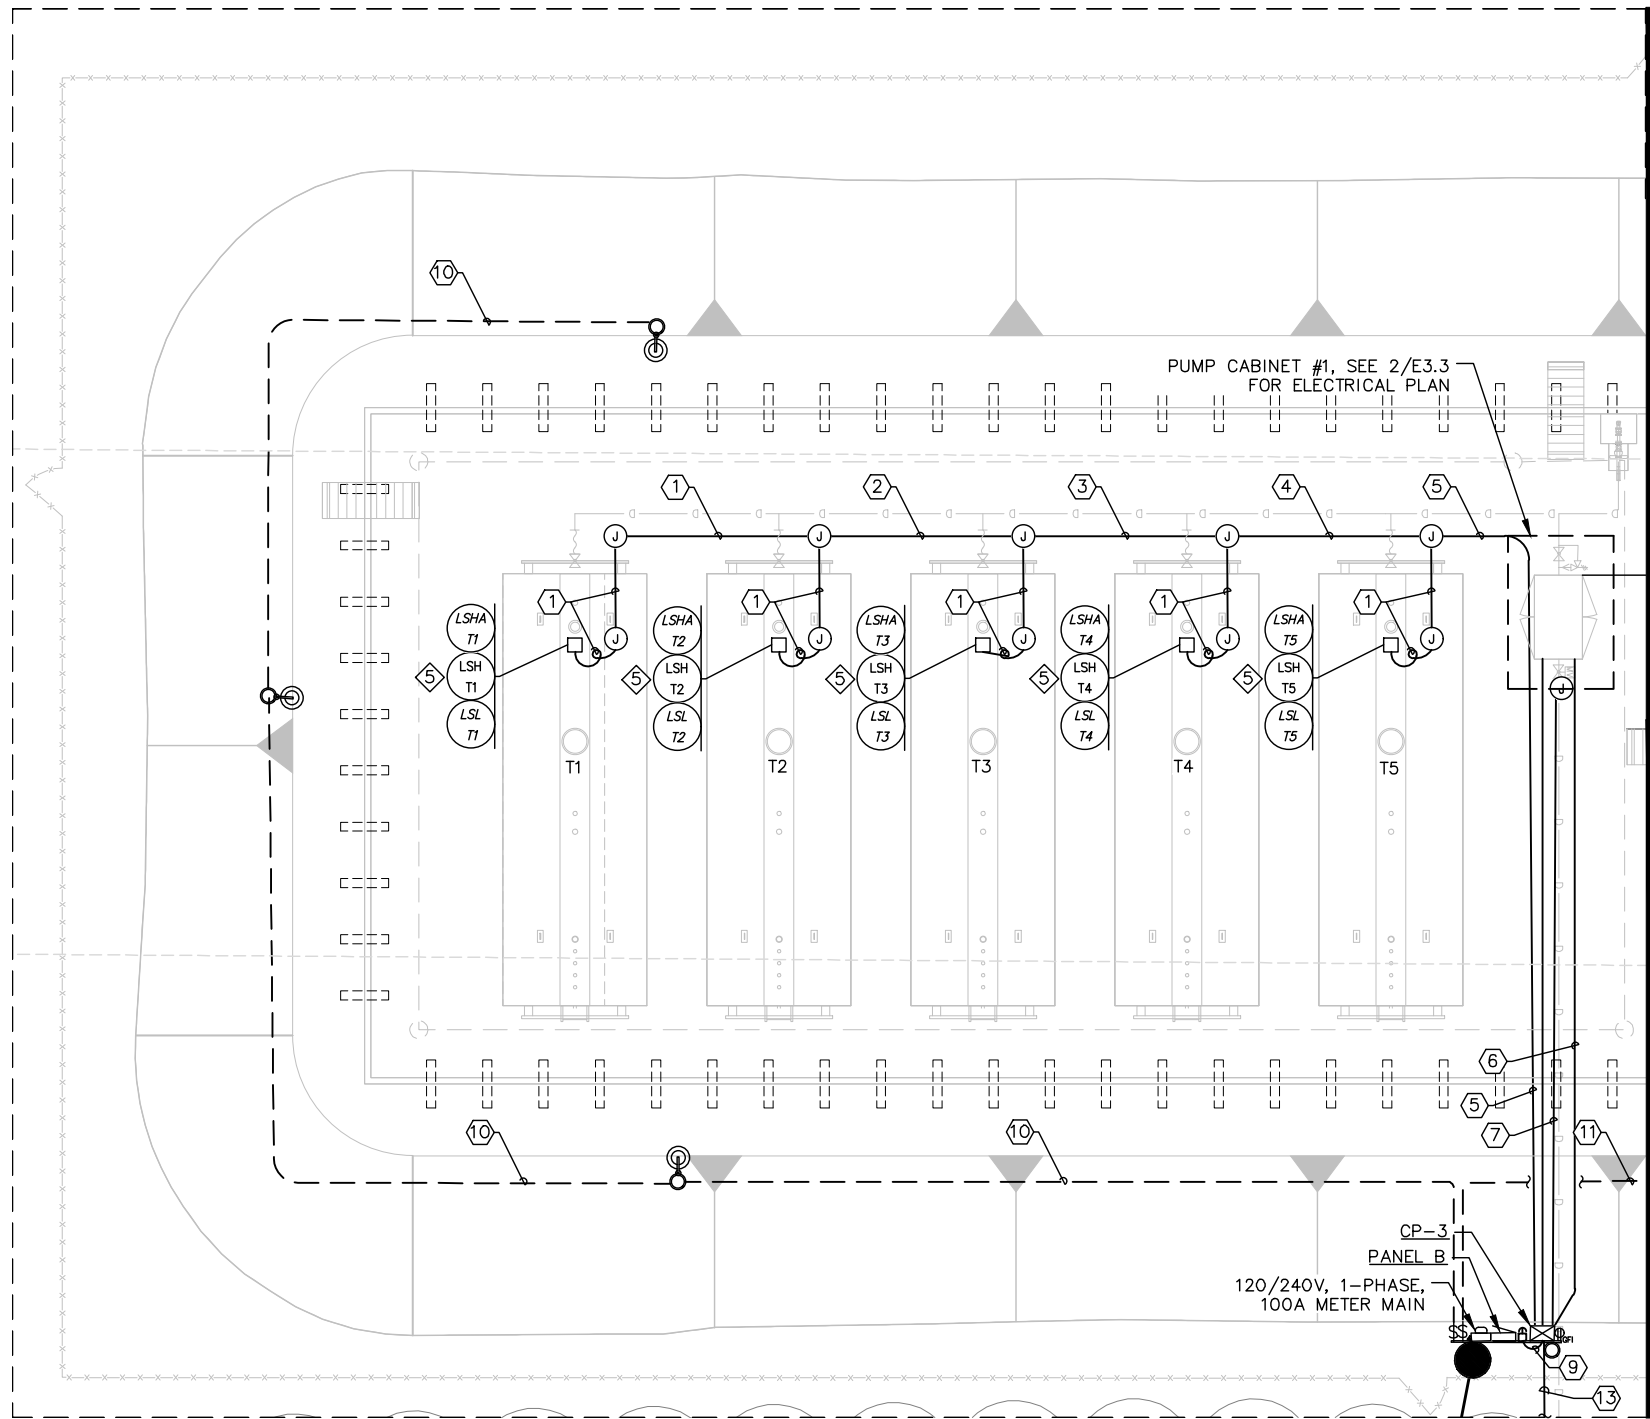 10
PUMP CABINET #1, SEE 2/E3.3
FOR ELECTRICAL PLAN
1
2
3
4
5
J
J
J
J
J
1
1
1
1
1
LSHA
T1
LSHA
T2
LSHA
T3
LSHA
T4
LSHA
T5
J
J
J
J
J
5
LSH
T1
5
LSH
T2
5
LSH
T3
5
LSH
T4
5
LSH
T5
J
LSL
T1
LSL
T2
LSL
T3
LSL
T4
LSL
T5
T1
T2
T3
T4
T5
6
5
7
10
10
11
CP-3
PANEL B
120/240V, 1-PHASE,
100A METER MAIN
SS
GFI
9
13